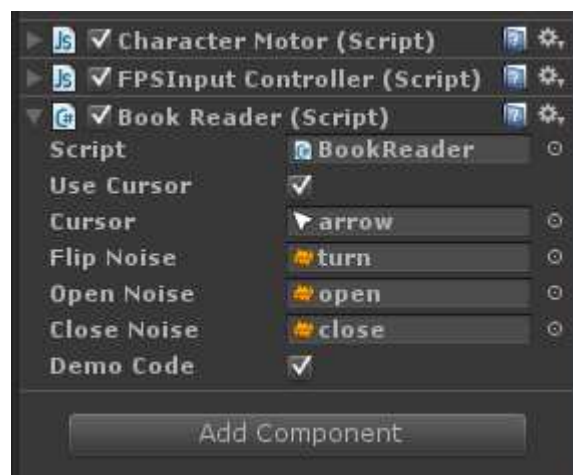 Character Motor (Script)
FPSInput Controller (Script)
Book Reader (Script)
Script BookReader
Use Cursor
Cursor arrow
Flip Noise turn
Open Noise open
Close Noise close
Demo Code
Add Component